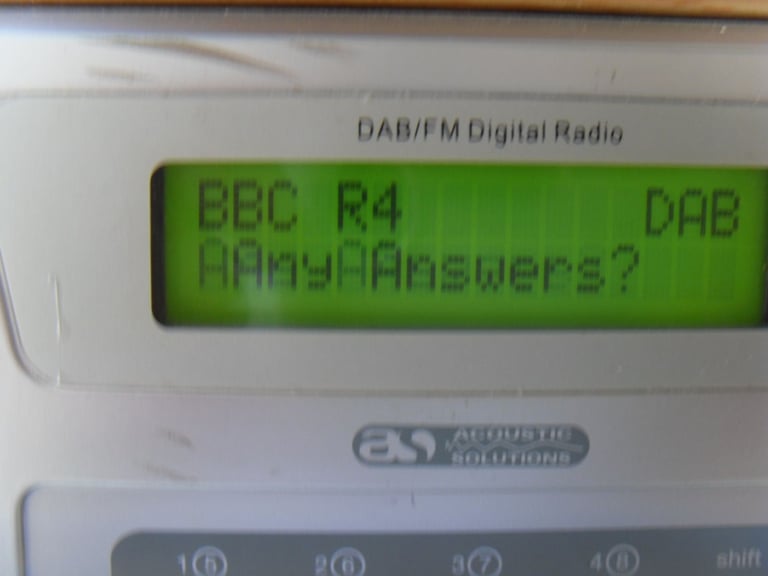 DAB/FM Digital Radio
BBC R4 DAB
AAnyAAnswers?
as ACOUSTIC
SOLUTIONS
1 5 2 6 3 7 4 8 shift